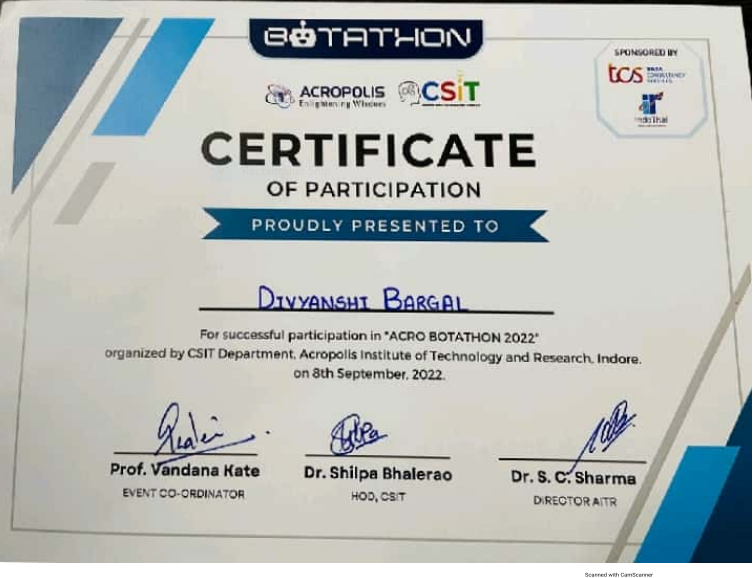 BOTATHON
SPONSORED BY
tcs TATA CONSULTANCY SERVICES
IndoThai
ACROPOLIS
Enlightening Wisdom
CSIT
CERTIFICATE
OF PARTICIPATION
PROUDLY PRESENTED TO
DIVYANSHI BARGAL
For successful participation in "ACRO BOTATHON 2022"
organized by CSIT Department, Acropolis Institute of Technology and Research, Indore.
on 8th September, 2022.
Prof. Vandana Kate
EVENT CO-ORDINATOR
Dr. Shilpa Bhalerao
HOD, CSIT
Dr. S. C. Sharma
DIRECTOR AITR
Scanned with CamScanner